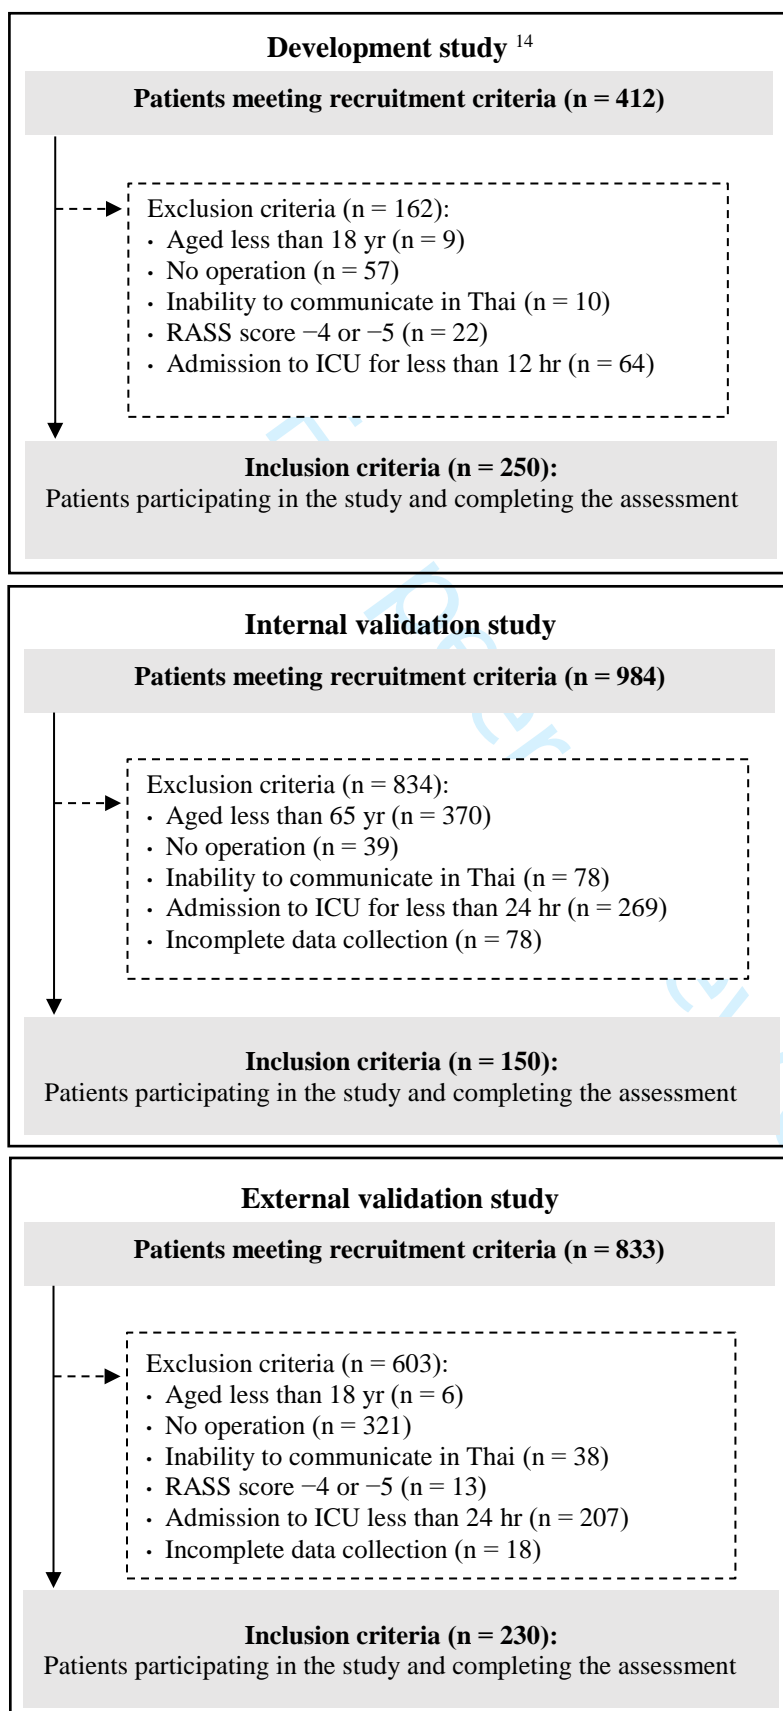 Development study 14
Patients meeting recruitment criteria (n = 412)
Exclusion criteria (n = 162):
· Aged less than 18 yr (n = 9)
· No operation (n = 57)
· Inability to communicate in Thai (n = 10)
· RASS score −4 or −5 (n = 22)
· Admission to ICU for less than 12 hr (n = 64)
Inclusion criteria (n = 250):
Patients participating in the study and completing the assessment
Internal validation study
Patients meeting recruitment criteria (n = 984)
Exclusion criteria (n = 834):
· Aged less than 65 yr (n = 370)
· No operation (n = 39)
· Inability to communicate in Thai (n = 78)
· Admission to ICU for less than 24 hr (n = 269)
· Incomplete data collection (n = 78)
Inclusion criteria (n = 150):
Patients participating in the study and completing the assessment
External validation study
Patients meeting recruitment criteria (n = 833)
Exclusion criteria (n = 603):
· Aged less than 18 yr (n = 6)
· No operation (n = 321)
· Inability to communicate in Thai (n = 38)
· RASS score −4 or −5 (n = 13)
· Admission to ICU less than 24 hr (n = 207)
· Incomplete data collection (n = 18)
Inclusion criteria (n = 230):
Patients participating in the study and completing the assessment